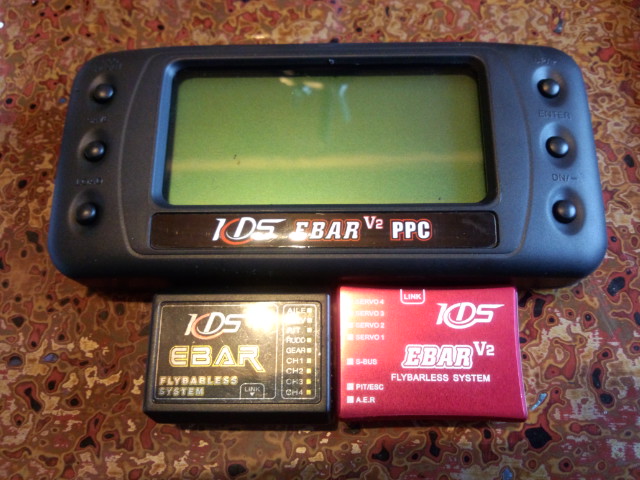 ENTER
DN/-
KDS EBAR V2 PPC
KDS
EBAR
FLYBARLESS
SYSTEM
LINK
AILE
PIT
RUDD
GEAR
CH1
CH2
CH3
CH4
LINK
SERVO 4
SERVO 3
SERVO 2
SERVO 1
S-BUS
PIT/ESC
A.E.R
KDS
EBAR V2
FLYBARLESS SYSTEM